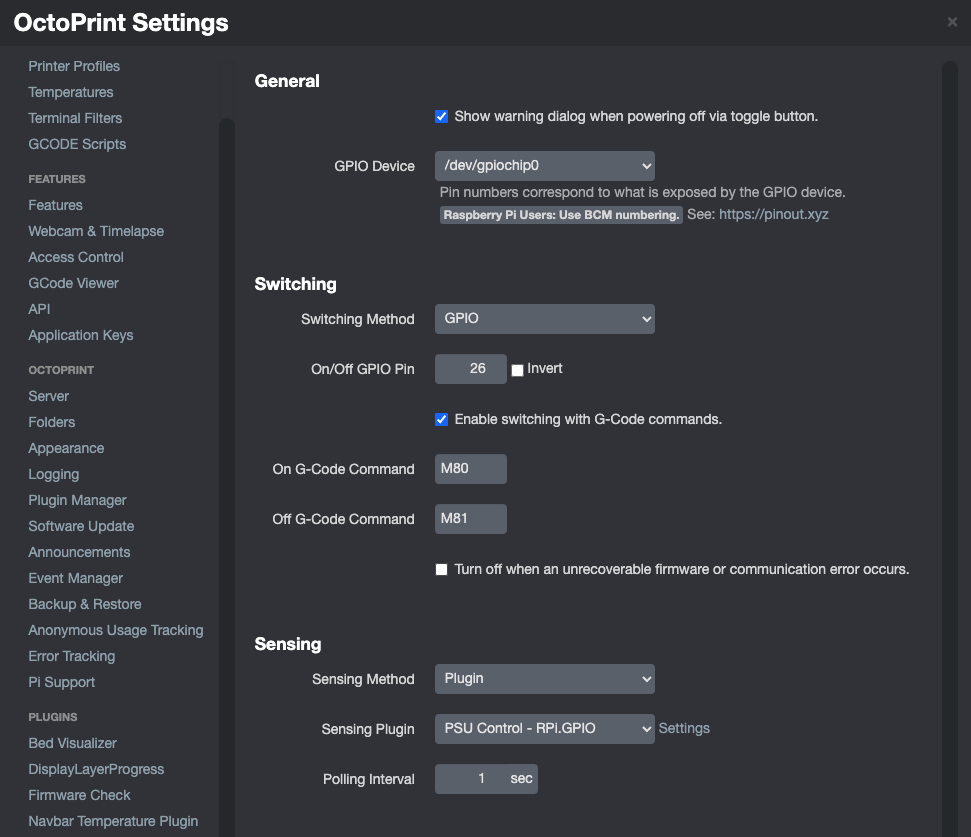 OctoPrint Settings
×
Printer Profiles
Temperatures
Terminal Filters
GCODE Scripts
FEATURES
Features
Webcam & Timelapse
Access Control
GCode Viewer
API
Application Keys
OCTOPRINT
Server
Folders
Appearance
Logging
Plugin Manager
Software Update
Announcements
Event Manager
Backup & Restore
Anonymous Usage Tracking
Error Tracking
Pi Support
PLUGINS
Bed Visualizer
DisplayLayerProgress
Firmware Check
Navbar Temperature Plugin
General
Show warning dialog when powering off via toggle button.
GPIO Device /dev/gpiochip0
Pin numbers correspond to what is exposed by the GPIO device.
Raspberry Pi Users: Use BCM numbering. See: https://pinout.xyz
Switching
Switching Method GPIO
On/Off GPIO Pin 26 Invert
Enable switching with G-Code commands.
On G-Code Command M80
Off G-Code Command M81
Turn off when an unrecoverable firmware or communication error occurs.
Sensing
Sensing Method Plugin
Sensing Plugin PSU Control - RPi.GPIO Settings
Polling Interval 1 sec